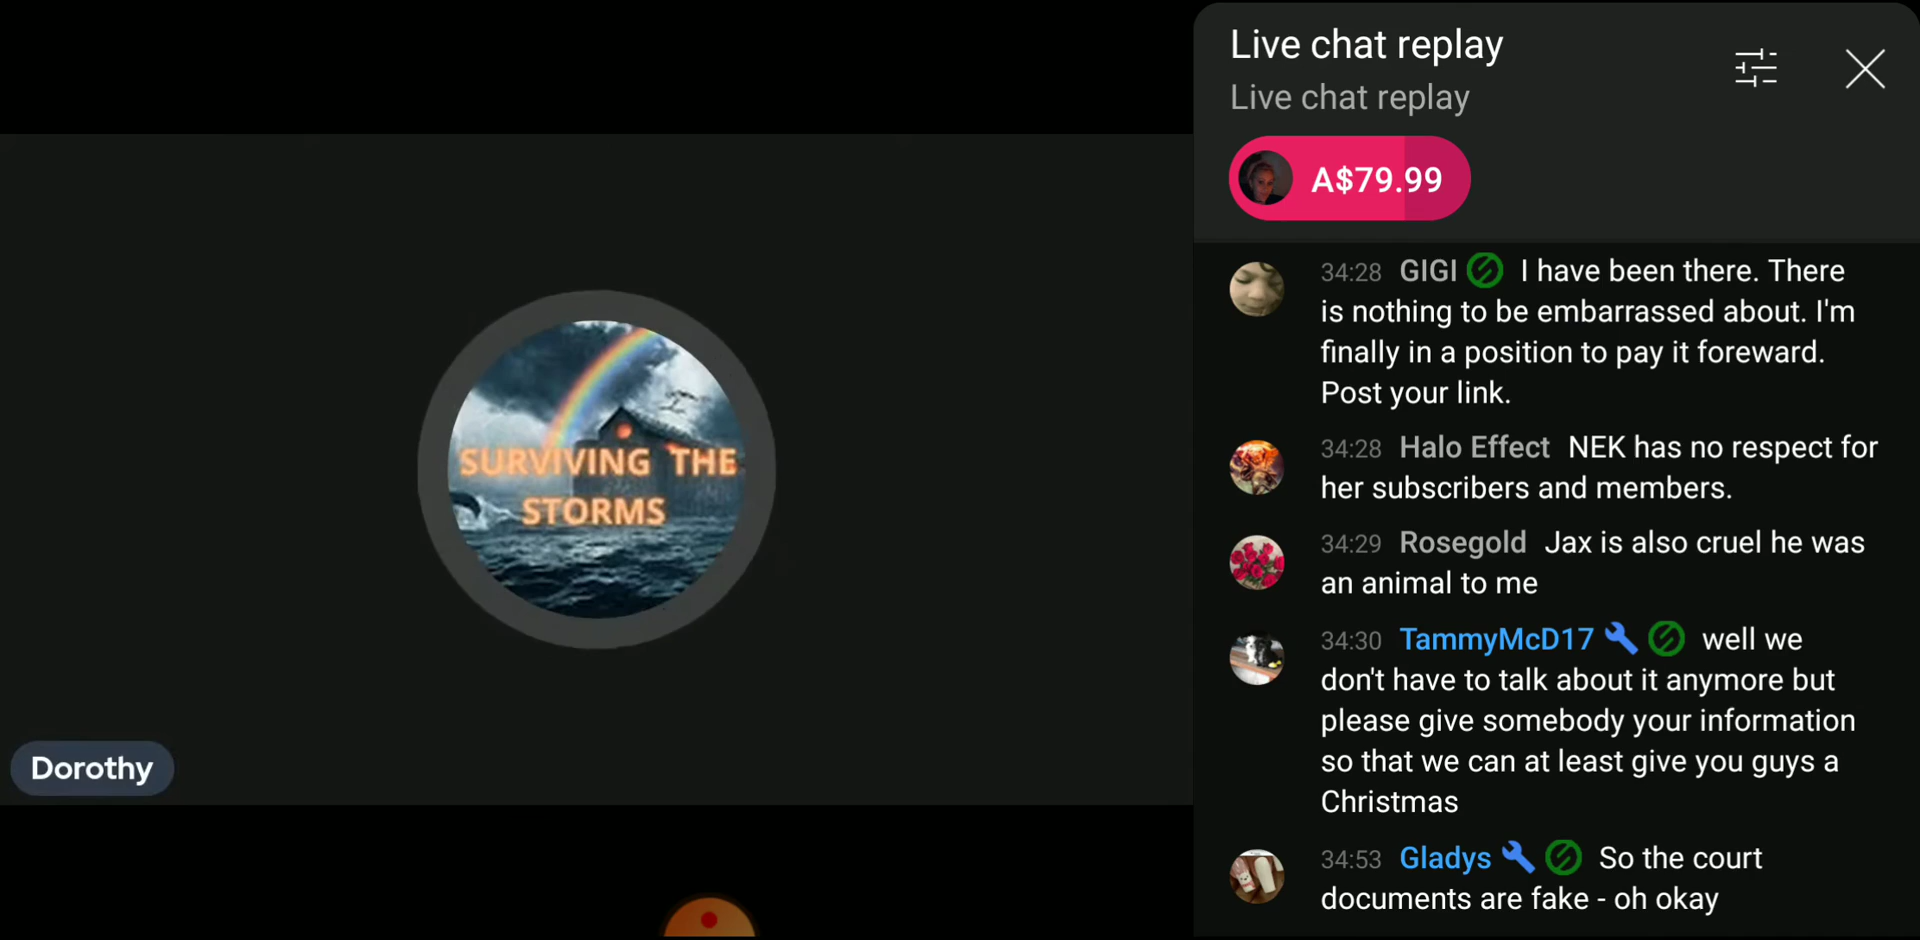 Live chat replay
Live chat replay
A$79.99
34:28 GIGI I have been there. There
is nothing to be embarrassed about. I'm
finally in a position to pay it foreward.
Post your link.
34:28 Halo Effect NEK has no respect for
her subscribers and members.
34:29 Rosegold Jax is also cruel he was
an animal to me
34:30 TammyMcD17 well we
don't have to talk about it anymore but
please give somebody your information
so that we can at least give you guys a
Christmas
34:53 Gladys So the court
documents are fake - oh okay
SURVIVING THE
STORMS
Dorothy